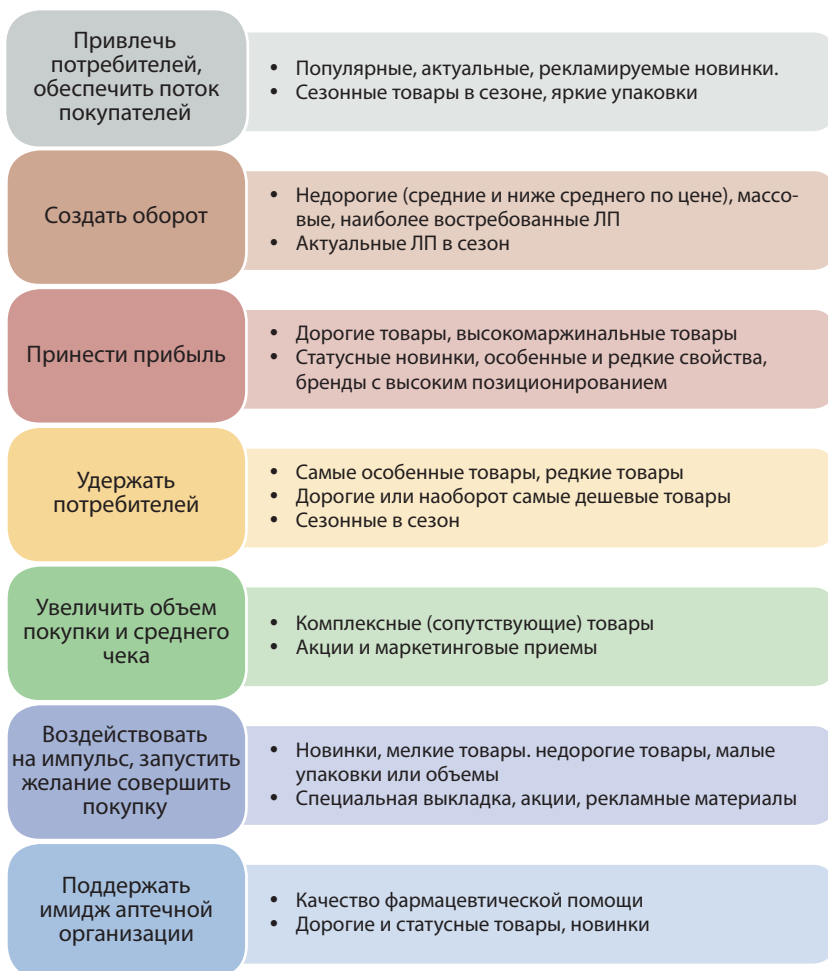 Привлечь
потребителей,
обеспечить поток
покупателей
• Популярные, актуальные, рекламируемые новинки.
• Сезонные товары в сезоне, яркие упаковки
Создать оборот
• Недорогие (средние и ниже среднего по цене), массо-
вые, наиболее востребованные ЛП
• Актуальные ЛП в сезон
Принести прибыль
• Дорогие товары, высокомаржинальные товары
• Статусные новинки, особенные и редкие свойства,
бренды с высоким позиционированием
Удержать
потребителей
• Самые особенные товары, редкие товары
• Дорогие или наоборот самые дешевые товары
• Сезонные в сезон
Увеличить объем
покупки и среднего
чека
• Комплексные (сопутствующие) товары
• Акции и маркетинговые приемы
Воздействовать
на импульс, запустить
желание совершить
покупку
• Новинки, мелкие товары. недорогие товары, малые
упаковки или объемы
• Специальная выкладка, акции, рекламные материалы
Поддержать
имидж аптечной
организации
• Качество фармацевтической помощи
• Дорогие и статусные товары, новинки